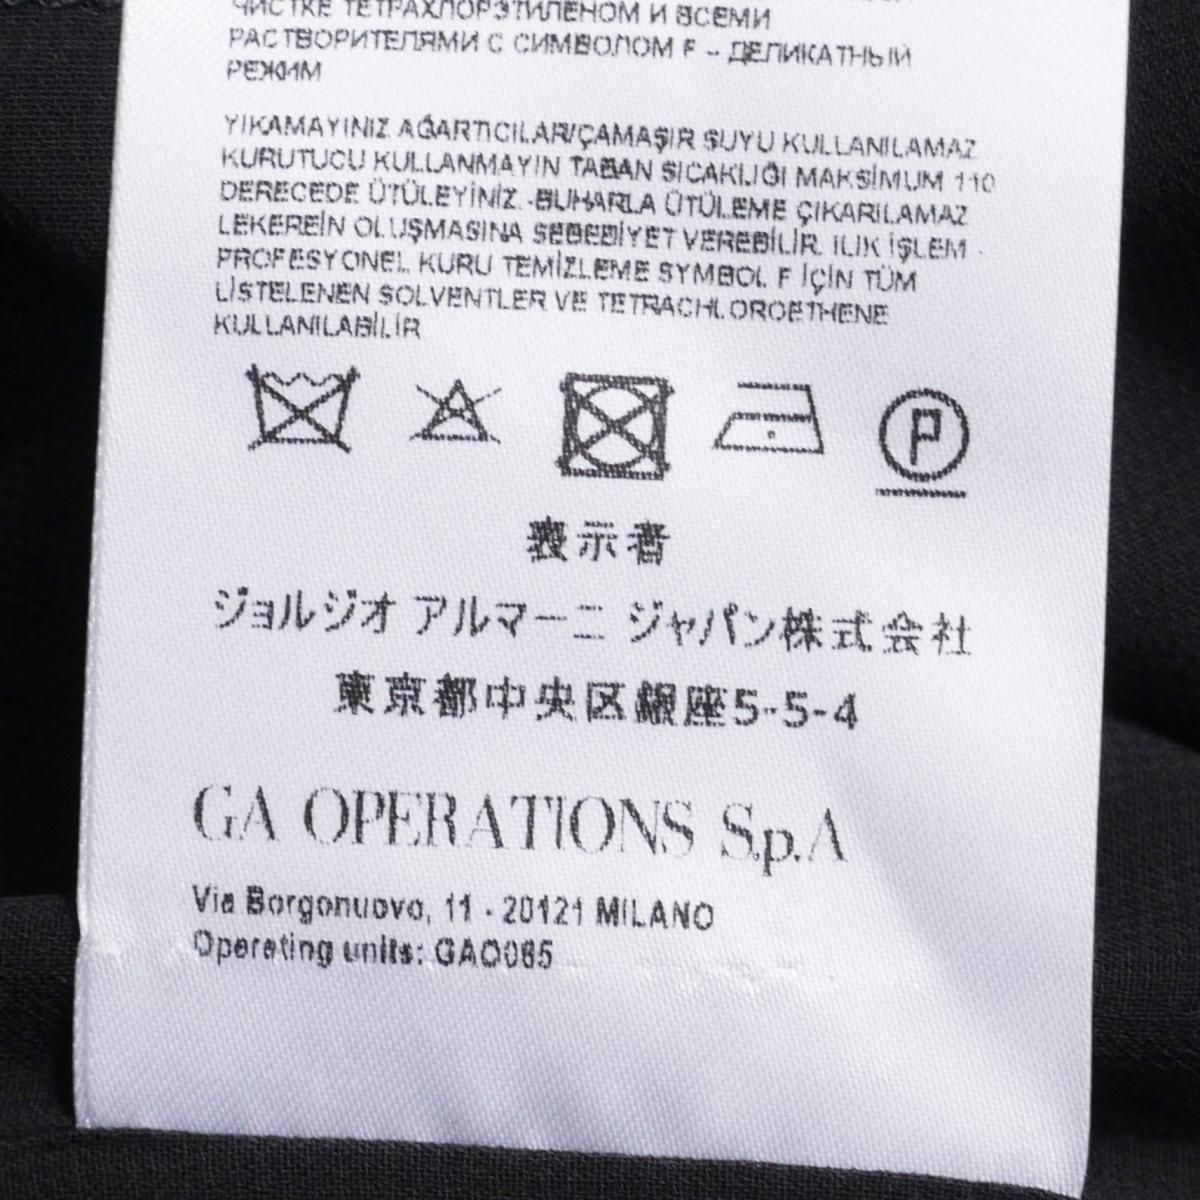 ЧИСТКЕ ТЕТРАХЛОРЭТИЛЕНОМ И ВСЕМИ
РАСТВОРИТЕЛЯМИ С СИМВОЛОМ F – ДЕЛИКАТНЫЙ
РЕЖИМ
YIKAMAYINIZ AĞARTICILAR/ÇAMAŞIR SUYU KULLANILAMAZ
KURUTUCU KULLANMAYIN TABAN SICAKLIĞI MAKSİMUM 110
DERECEDE ÜTÜLEYİNİZ. -BUHARLA ÜTÜLEME ÇIKARILAMAZ
LEKEREİN OLUŞMASINA SEBEBİYET VEREBİLİR. ILIK İŞLEM -
PROFESYONEL KURU TEMİZLEME SYMBOL F İÇİN TÜM
LİSTELENEN SOLVENTLER VE TETRACHLOROETHENE
KULLANILABİLİR
P
表示者
ジョルジオ アルマーニ ジャパン株式会社
東京都中央区銀座5-5-4
GA OPERATIONS S.p.A
Via Borgonuovo, 11 - 20121 MILANO
Operating units: GAO085